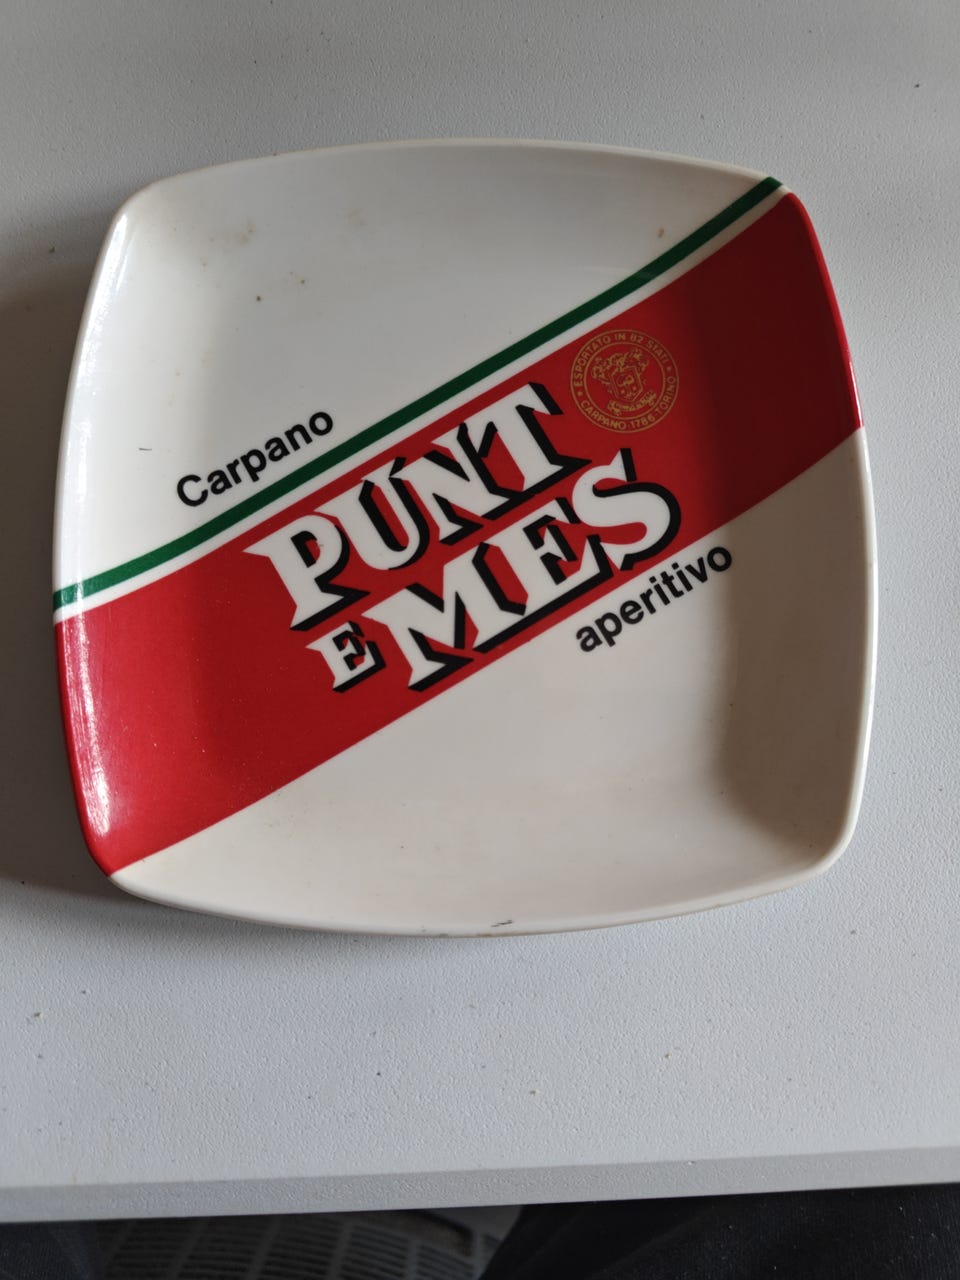 Carpano
PUNT
E MES
ESPORTATO IN 82 STATI
CARPANO·1786·TORINO
aperitivo